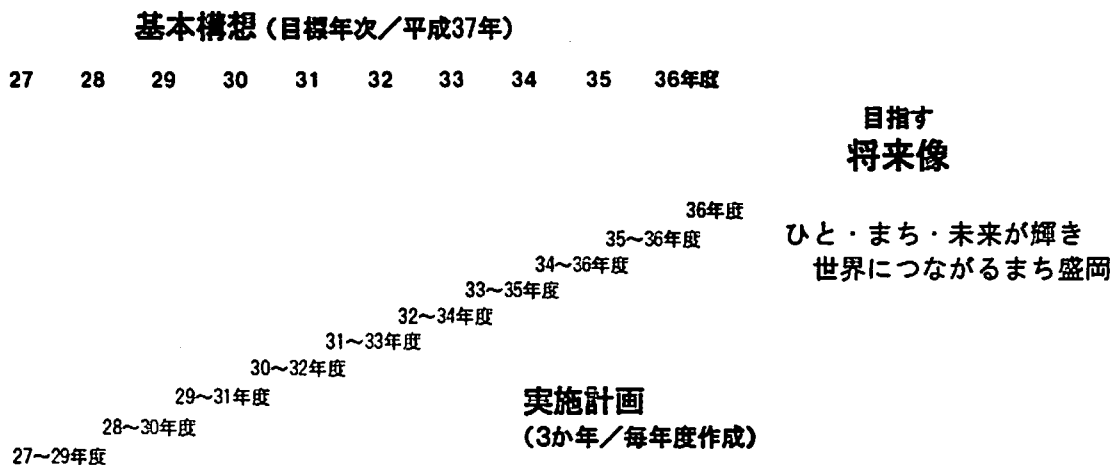 基本構想(目標年次/平成37年)
27 28 29 30 31 32 33 34 35 36年度
目指す
将来像
36年度
35~36年度
ひと・まち・未来が輝き
34~36年度
世界につながるまち盛岡
33~35年度
32~34年度
31~33年度
30~32年度
29~31年度
実施計画
28~30年度
(3か年/毎年度作成)
27~29年度